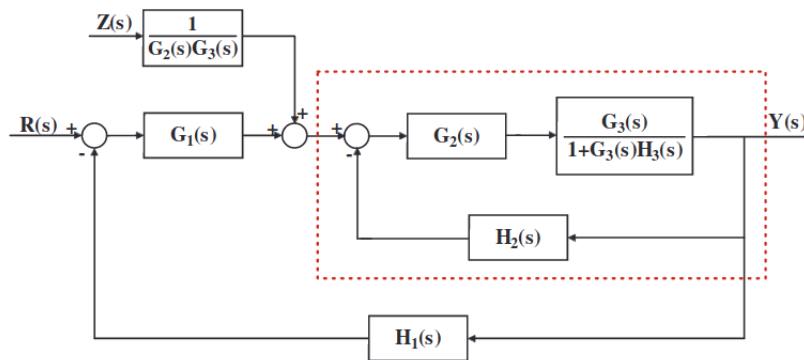 Z(s)
1
G₂(s)G₃(s)
+
R(s) + G₁(s) + + G₂(s) G₃(s) Y(s)
1+G₃(s)H₃(s)
- -
H₂(s)
H₁(s)